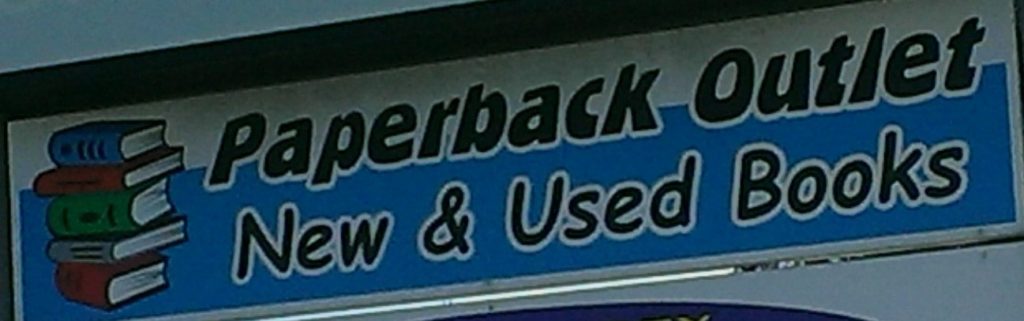 Paperback Outlet
New & Used Books